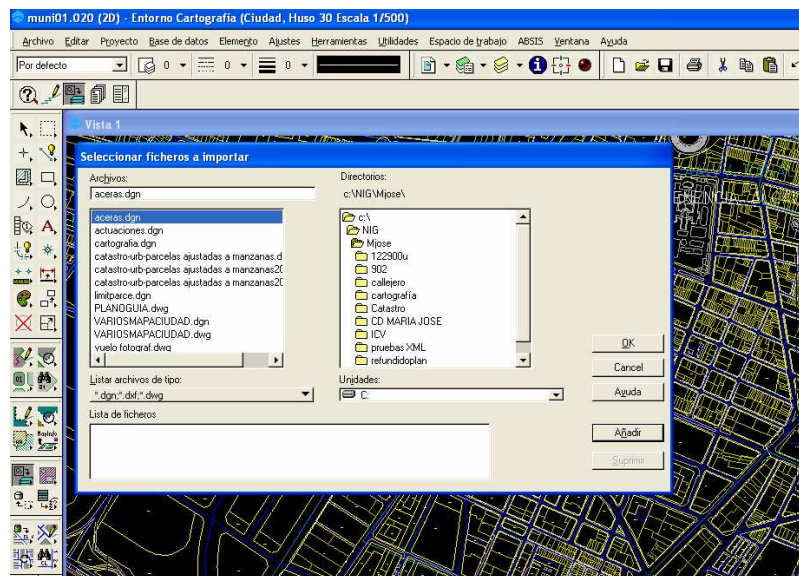 muni01.020 (2D) - Entorno Cartografía (Ciudad, Huso 30 Escala 1/500)
Archivo Editar Proyecto Base de datos Elemento Ajustes Herramientas Utilidades Espacio de trabajo ABSIS Ventana Ayuda
Por defecto 0 0 0
Vista 1
Seleccionar ficheros a importar
Archivos:
aceras.dgn
aceras.dgn
actuaciones.dgn
cartografia.dgn
catastro-urb-parcelas ajustadas a manzanas.d
catastro-urb-parcelas ajustadas a manzanas20
catastro-urb-parcelas ajustadas a manzanas20
limitparce.dgn
PLANOGUIA.dwg
VARIOSMAPACIUDAD.dgn
VARIOSMAPACIUDAD.dwg
vuelo fotograf.dwg
Listar archivos de tipo:
*.dgn;*.dxf;*.dwg
Lista de ficheros
Directorios:
c:\NIG\Mjose\
c:\
NIG
Mjose
122900u
902
callejero
cartografía
Catastro
CD MARIA JOSE
ICV
pruebas XML
refundidoplan
Unidades:
C:
OK
Cancel
Ayuda
Añadir
Suprimir